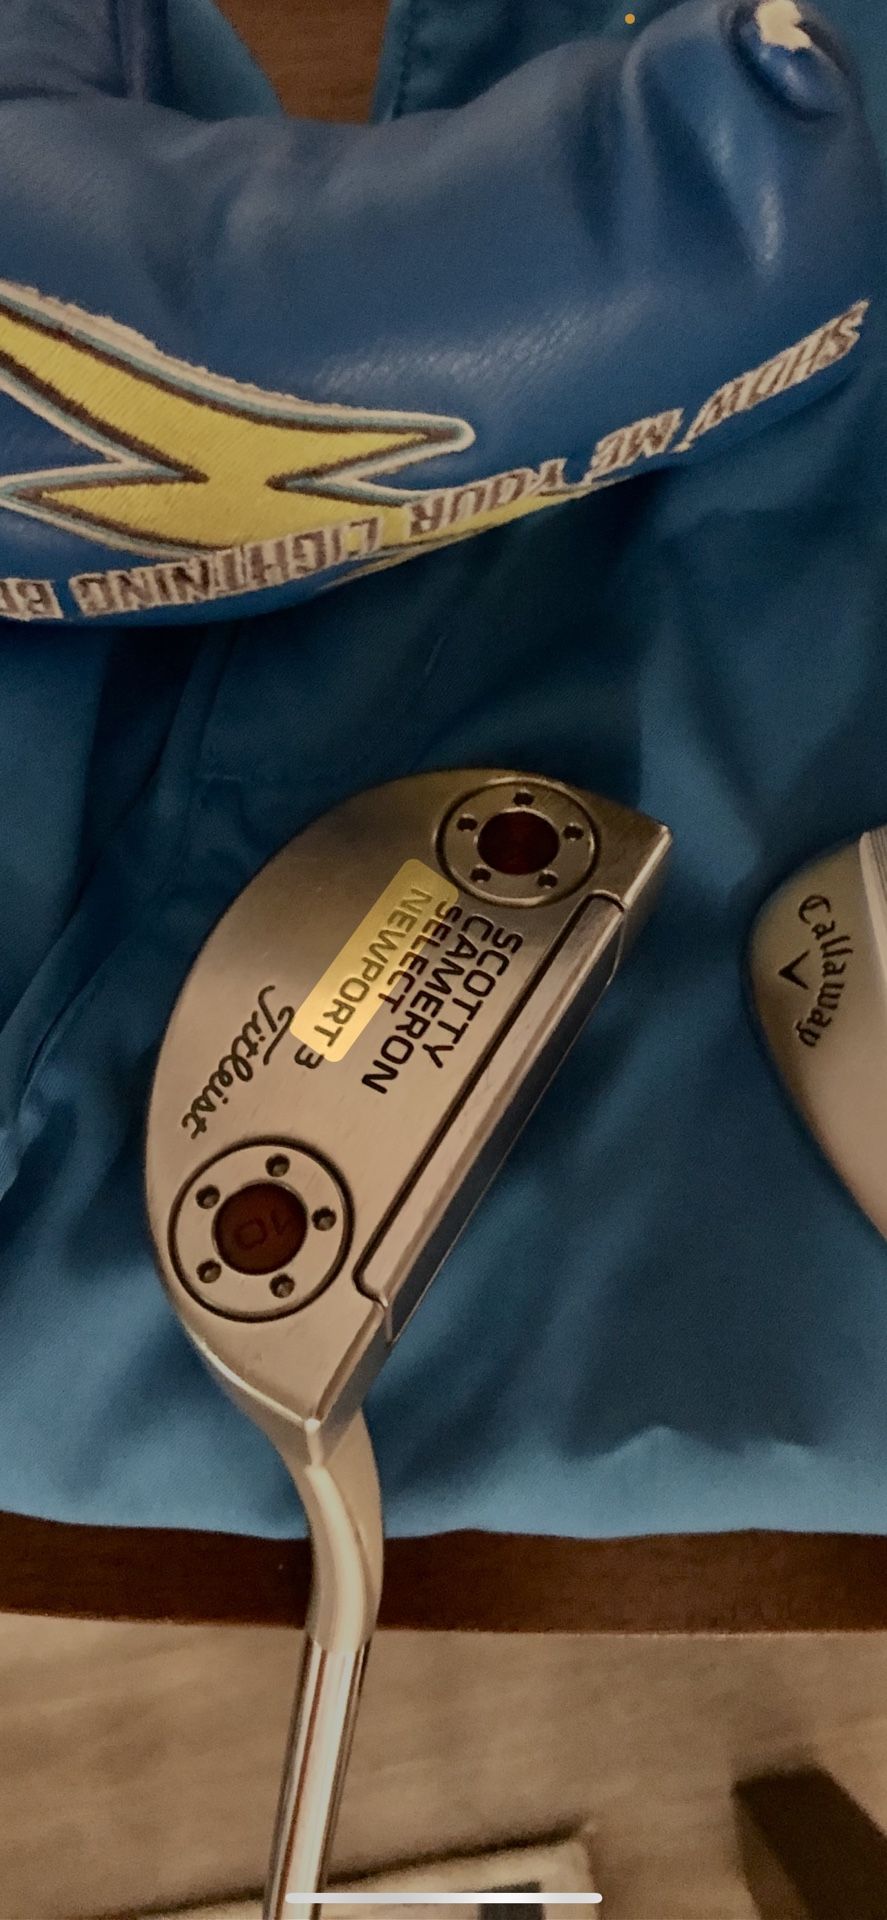 SHOW ME YOUR LIGHTNING
SCOTTY
CAMERON
SELECT
NEWPORT 3
Titleist
10
Callaway